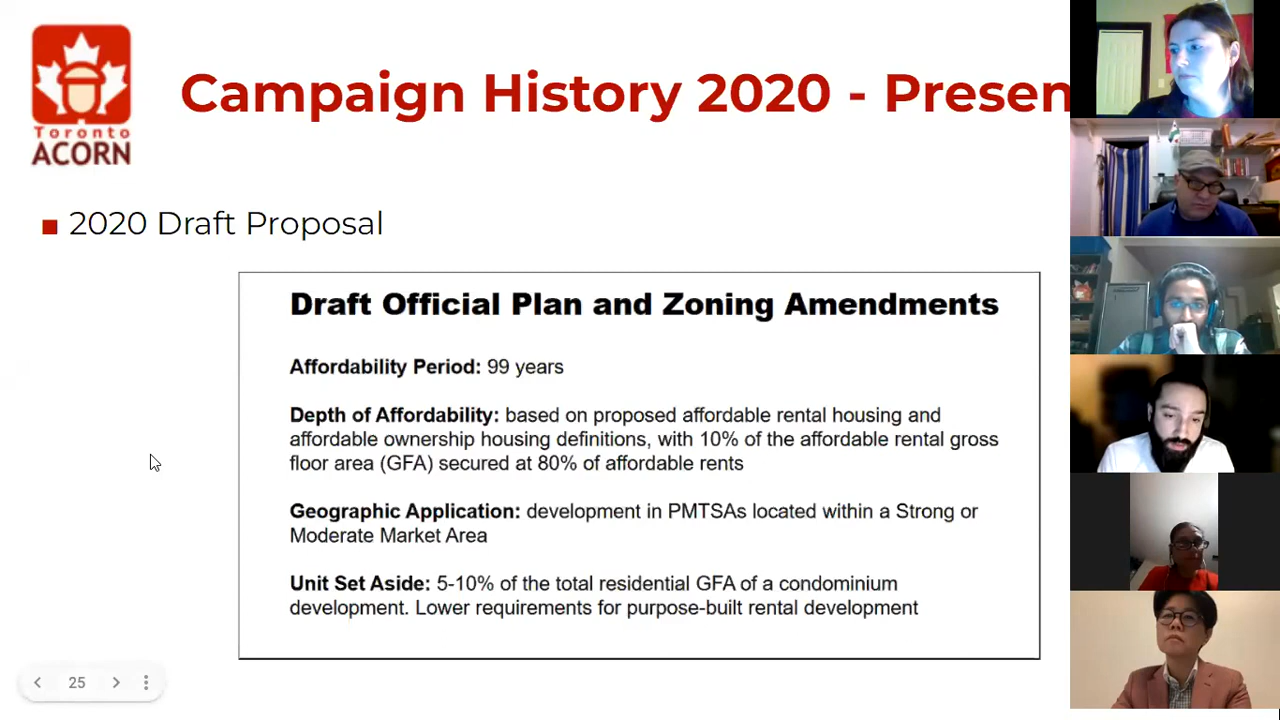 Toronto
ACORN
Campaign History 2020 - Presen
2020 Draft Proposal
Draft Official Plan and Zoning Amendments
Affordability Period: 99 years
Depth of Affordability: based on proposed affordable rental housing and
affordable ownership housing definitions, with 10% of the affordable rental gross
floor area (GFA) secured at 80% of affordable rents
Geographic Application: development in PMTSAs located within a Strong or
Moderate Market Area
Unit Set Aside: 5-10% of the total residential GFA of a condominium
development. Lower requirements for purpose-built rental development
25